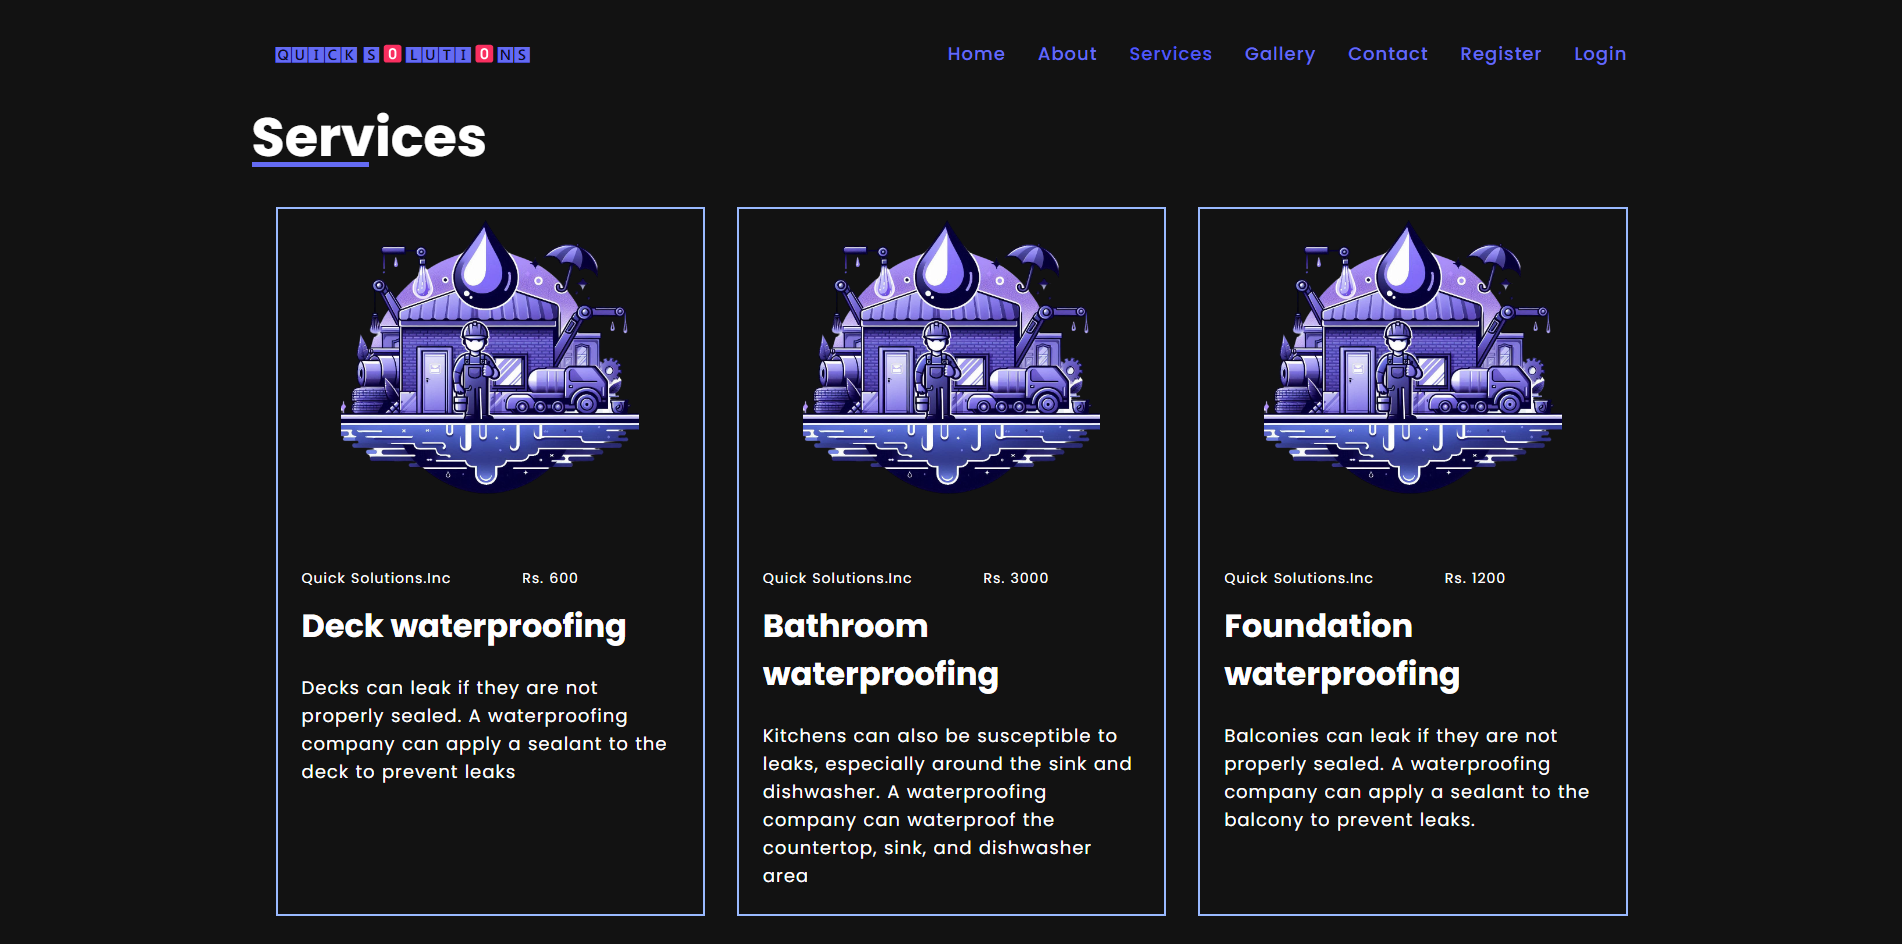 QUICK SOLUTIONS
Home About Services Gallery Contact Register Login
Services
Quick Solutions.Inc Rs. 600
Deck waterproofing
Decks can leak if they are not
properly sealed. A waterproofing
company can apply a sealant to the
deck to prevent leaks
Quick Solutions.Inc Rs. 3000
Bathroom
waterproofing
Kitchens can also be susceptible to
leaks, especially around the sink and
dishwasher. A waterproofing
company can waterproof the
countertop, sink, and dishwasher
area
Quick Solutions.Inc Rs. 1200
Foundation
waterproofing
Balconies can leak if they are not
properly sealed. A waterproofing
company can apply a sealant to the
balcony to prevent leaks.